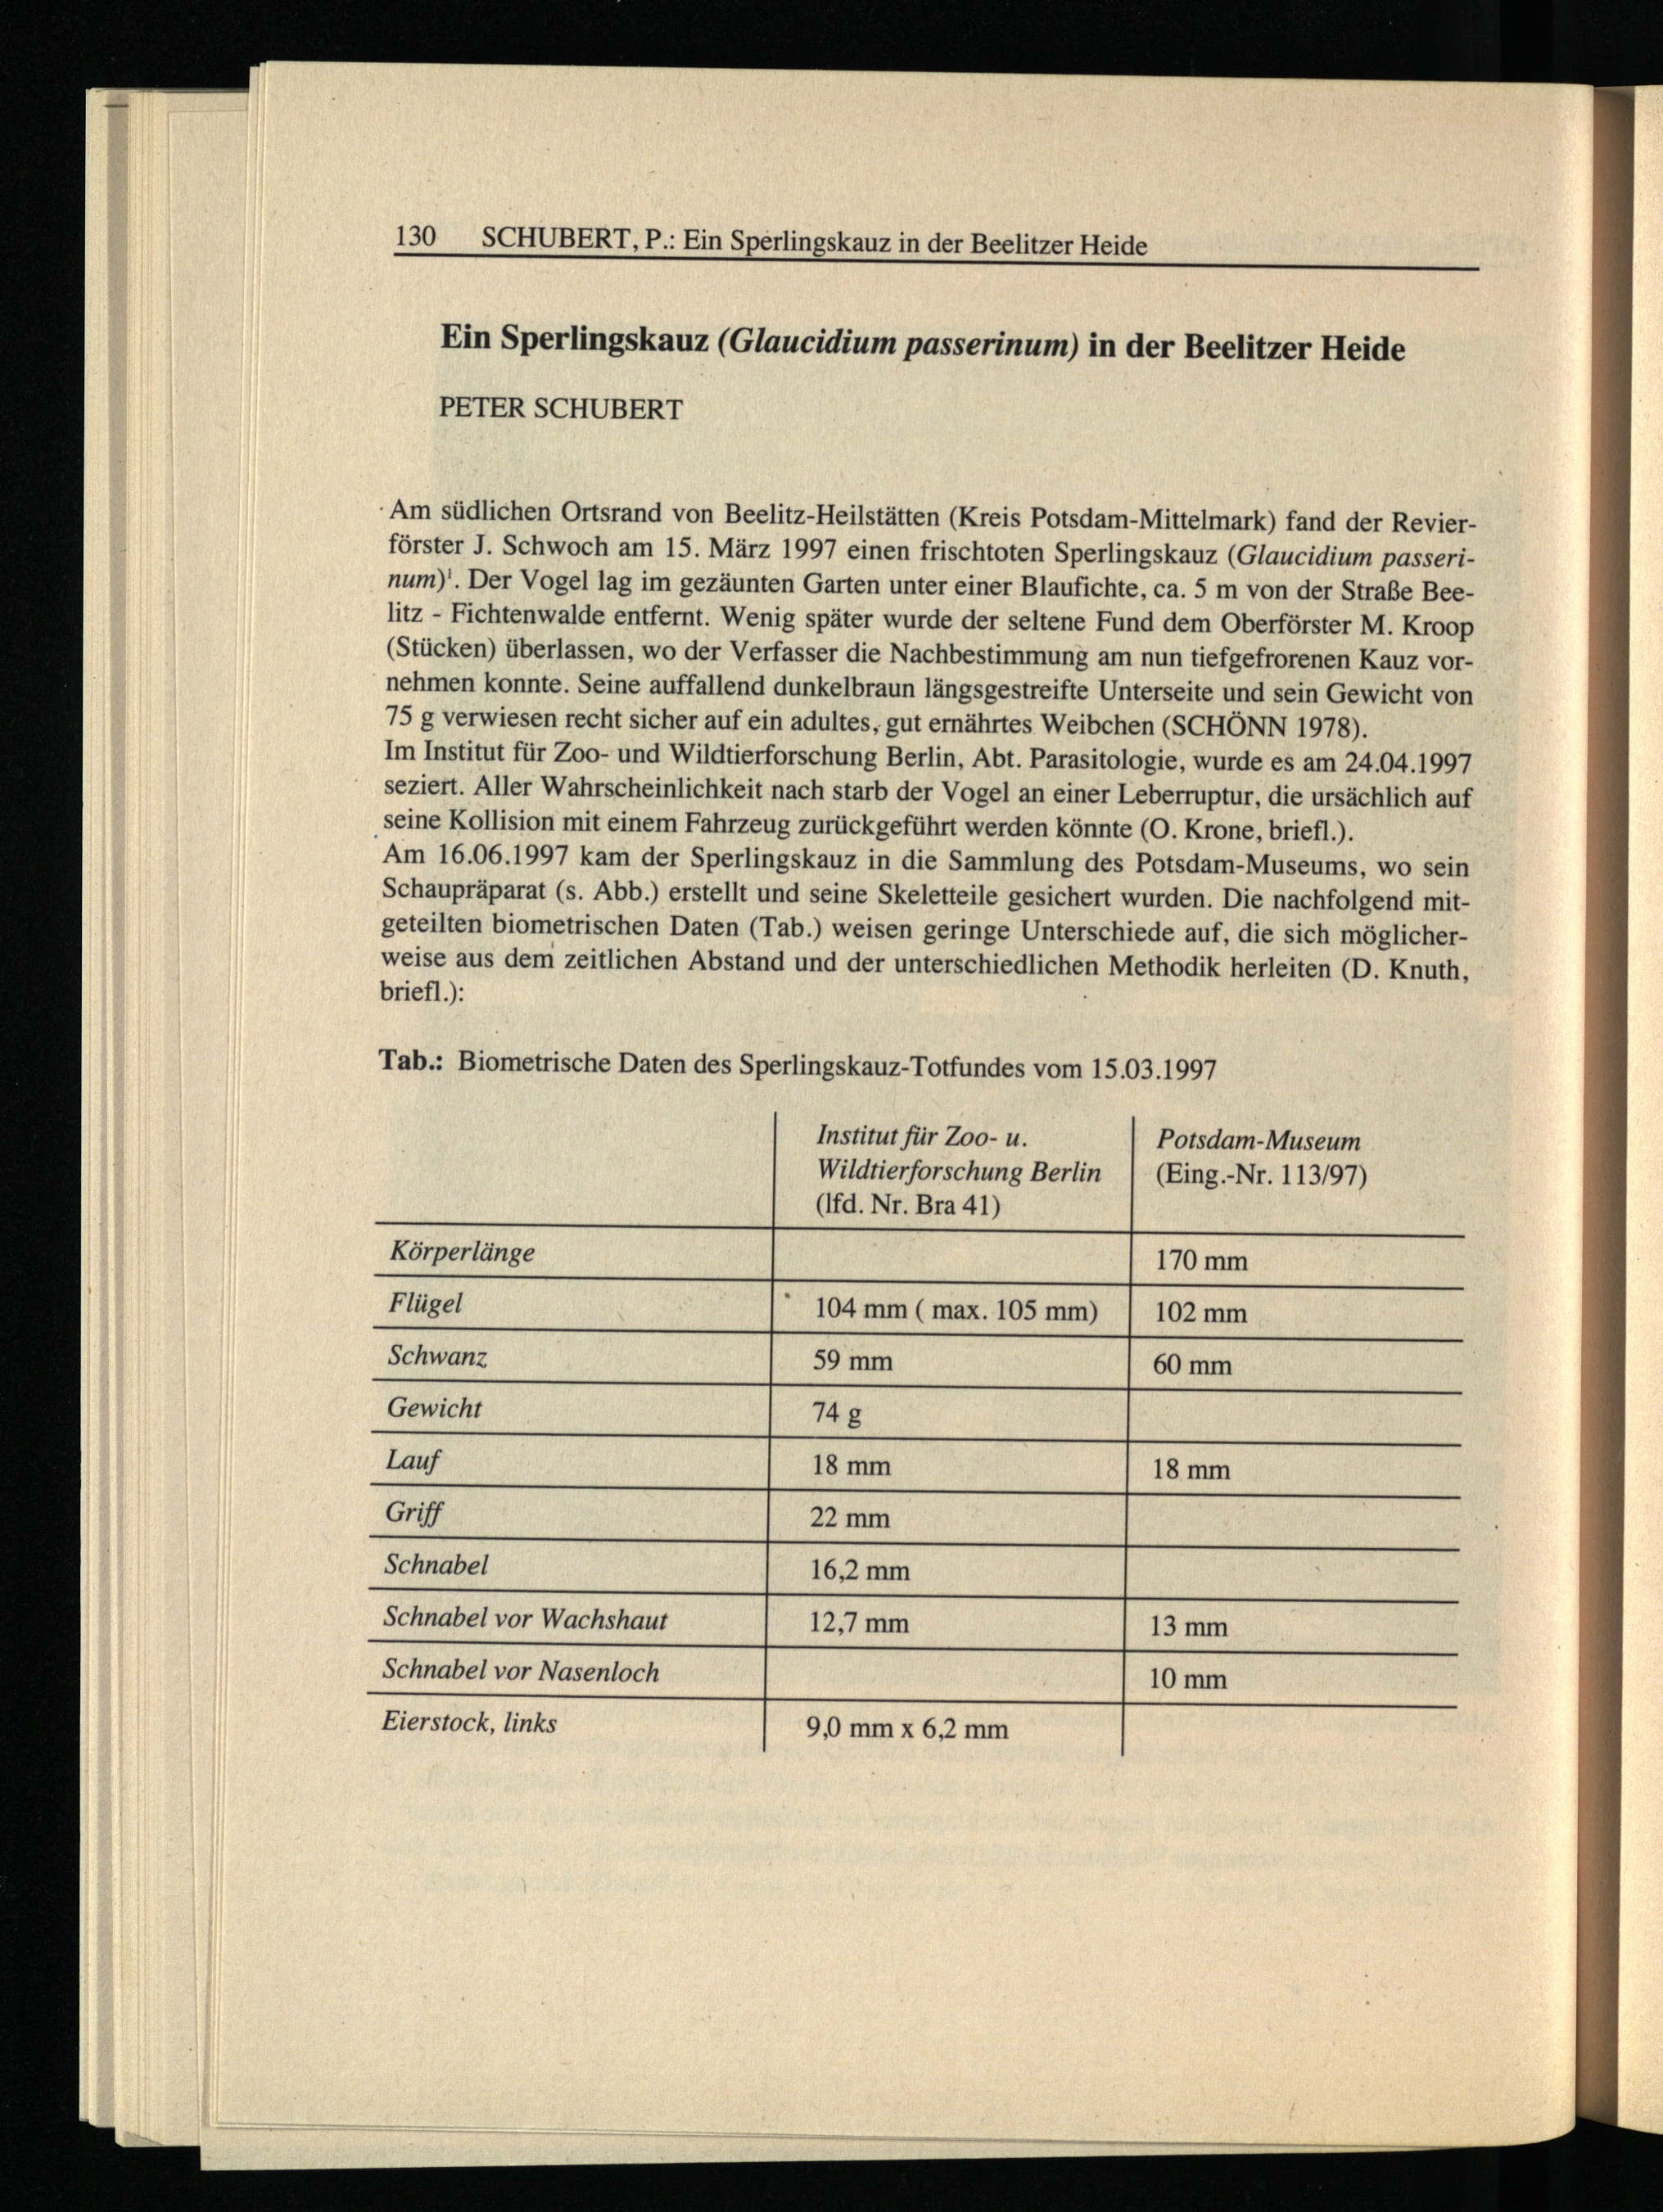 130 SCHUBERT, P.: Ein Sperlingskauz in der Beelitzer Heide
Ein Sperlingskauz (Glaucidium passerinum) in der Beelitzer Heide
PETER SCHUBERT
Am südlichen Ortsrand von Beelitz-Heilstätten (Kreis Potsdam-Mittelmark) fand der Revier-
förster J. Schwoch am 15. März 1997 einen frischtoten Sperlingskauz (Glaucidium passeri-
num)¹. Der Vogel lag im gezäunten Garten unter einer Blaufichte, ca. 5 m von der Straße Bee-
litz - Fichtenwalde entfernt. Wenig später wurde der seltene Fund dem Oberförster M. Kroop
(Stücken) überlassen, wo der Verfasser die Nachbestimmung am nun tiefgefrorenen Kauz vor-
nehmen konnte. Seine auffallend dunkelbraun längsgestreifte Unterseite und sein Gewicht von
75 g verwiesen recht sicher auf ein adultes, gut ernährtes Weibchen (SCHÖNN 1978).
Im Institut für Zoo- und Wildtierforschung Berlin, Abt. Parasitologie, wurde es am 24.04.1997
seziert. Aller Wahrscheinlichkeit nach starb der Vogel an einer Leberruptur, die ursächlich auf
seine Kollision mit einem Fahrzeug zurückgeführt werden könnte (O. Krone, briefl.).
Am 16.06.1997 kam der Sperlingskauz in die Sammlung des Potsdam-Museums, wo sein
Schaupräparat (s. Abb.) erstellt und seine Skeletteile gesichert wurden. Die nachfolgend mit-
geteilten biometrischen Daten (Tab.) weisen geringe Unterschiede auf, die sich möglicher-
weise aus dem zeitlichen Abstand und der unterschiedlichen Methodik herleiten (D. Knuth,
briefl.):
Tab.: Biometrische Daten des Sperlingskauz-Totfundes vom 15.03.1997
Institut für Zoo- u.
Wildtierforschung Berlin
(lfd. Nr. Bra 41)
Potsdam-Museum
(Eing.-Nr. 113/97)
Körperlänge 170 mm
Flügel 104 mm ( max. 105 mm) 102 mm
Schwanz 59 mm 60 mm
Gewicht 74 g
Lauf 18 mm 18 mm
Griff 22 mm
Schnabel 16,2 mm
Schnabel vor Wachshaut 12,7 mm 13 mm
Schnabel vor Nasenloch 10 mm
Eierstock, links 9,0 mm x 6,2 mm